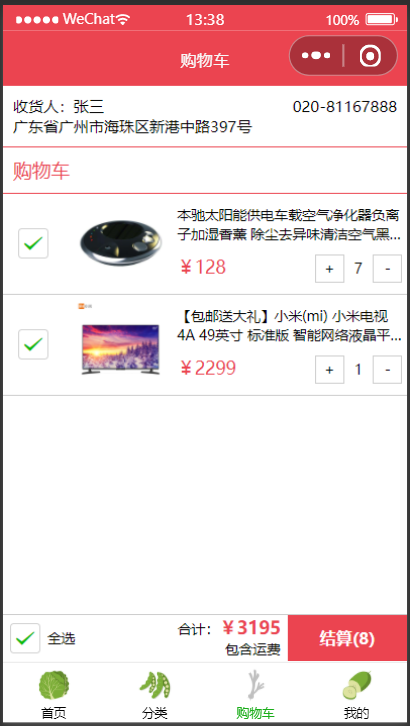 WeChat 13:38 100%
购物车
收货人：张三 020-81167888
广东省广州市海珠区新港中路397号
购物车
本驰太阳能供电车载空气净化器负离
子加湿香薰 除尘去异味清洁空气黑...
￥128 + 7 -
【包邮送大礼】小米(mi) 小米电视
4A 49英寸 标准版 智能网络液晶平...
￥2299 + 1 -
全选 合计：￥3195 结算(8)
包含运费
首页 分类 购物车 我的